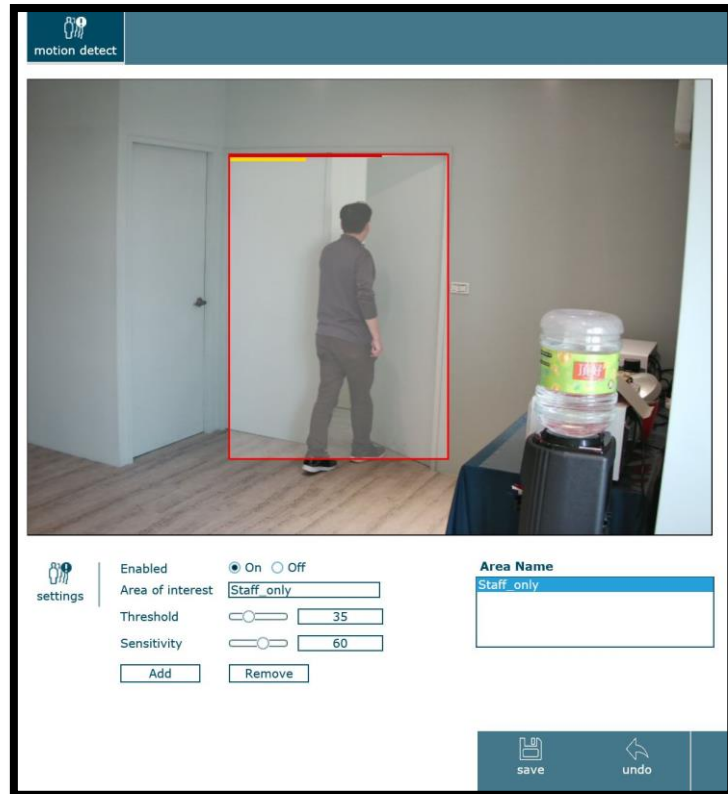 motion detect
settings
Enabled On Off
Area of interest Staff_only
Threshold 35
Sensitivity 60
Add Remove
Area Name
Staff_only
save undo